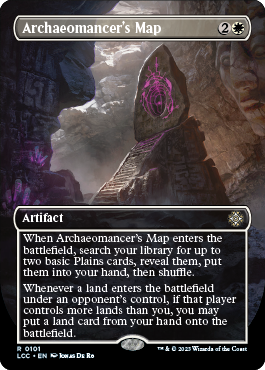 Archaeomancer's Map 2
Artifact
When Archaeomancer's Map enters the
battlefield, search your library for up to
two basic Plains cards, reveal them, put
them into your hand, then shuffle.
Whenever a land enters the battlefield
under an opponent's control, if that player
controls more lands than you, you may
put a land card from your hand onto the
battlefield.
R 0101
LCC • EN Jonas De Ro
™ & © 2023 Wizards of the Coast